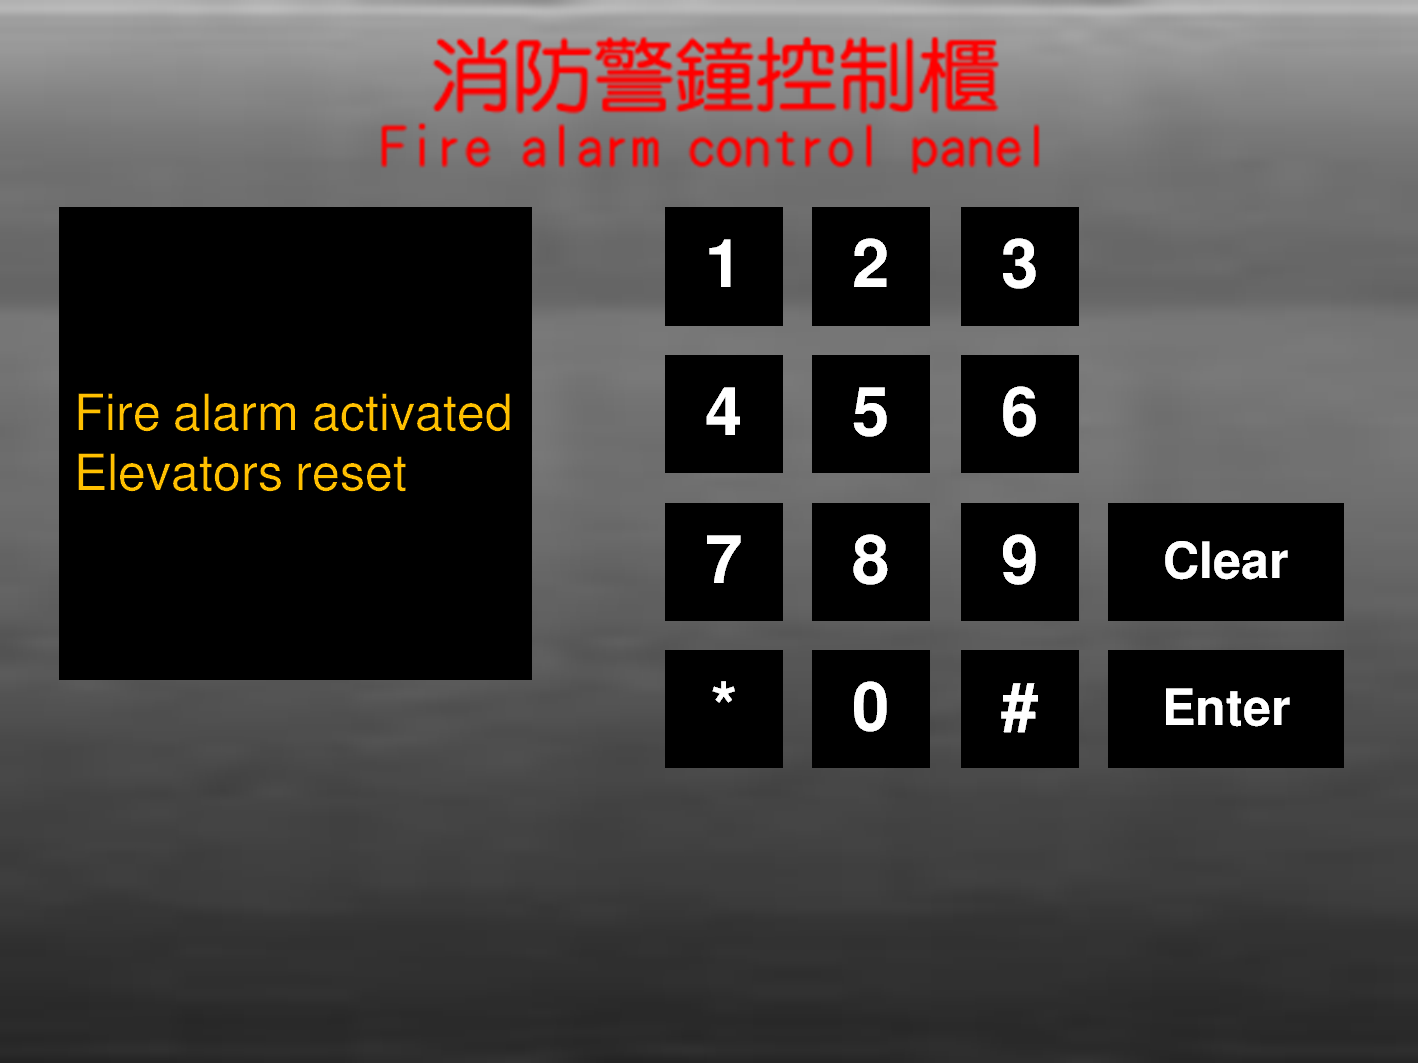 消防警鐘控制櫃
Fire alarm control panel
Fire alarm activated
Elevators reset
1 2 3
4 5 6
7 8 9 Clear
* 0 # Enter